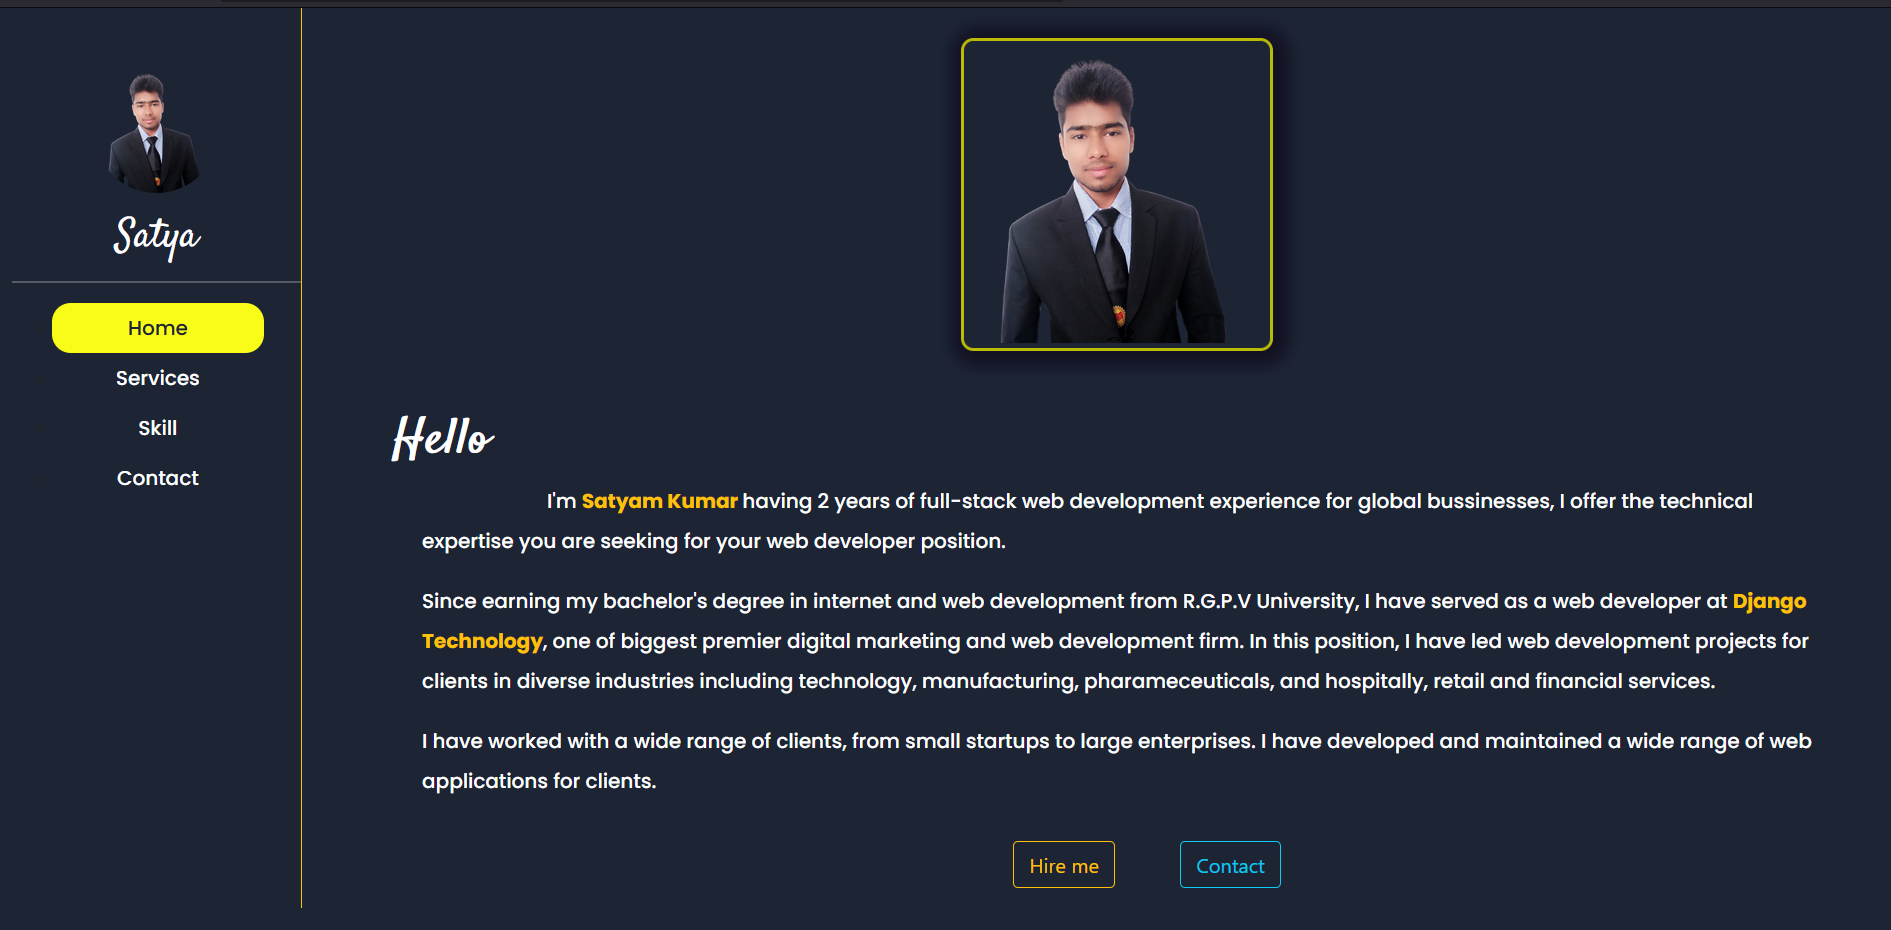 Satya
Home
Services
Skill
Contact
Hello
I'm Satyam Kumar having 2 years of full-stack web development experience for global bussinesses, I offer the technical
expertise you are seeking for your web developer position.
Since earning my bachelor's degree in internet and web development from R.G.P.V University, I have served as a web developer at Django
Technology, one of biggest premier digital marketing and web development firm. In this position, I have led web development projects for
clients in diverse industries including technology, manufacturing, pharameceuticals, and hospitally, retail and financial services.
I have worked with a wide range of clients, from small startups to large enterprises. I have developed and maintained a wide range of web
applications for clients.
Hire me
Contact